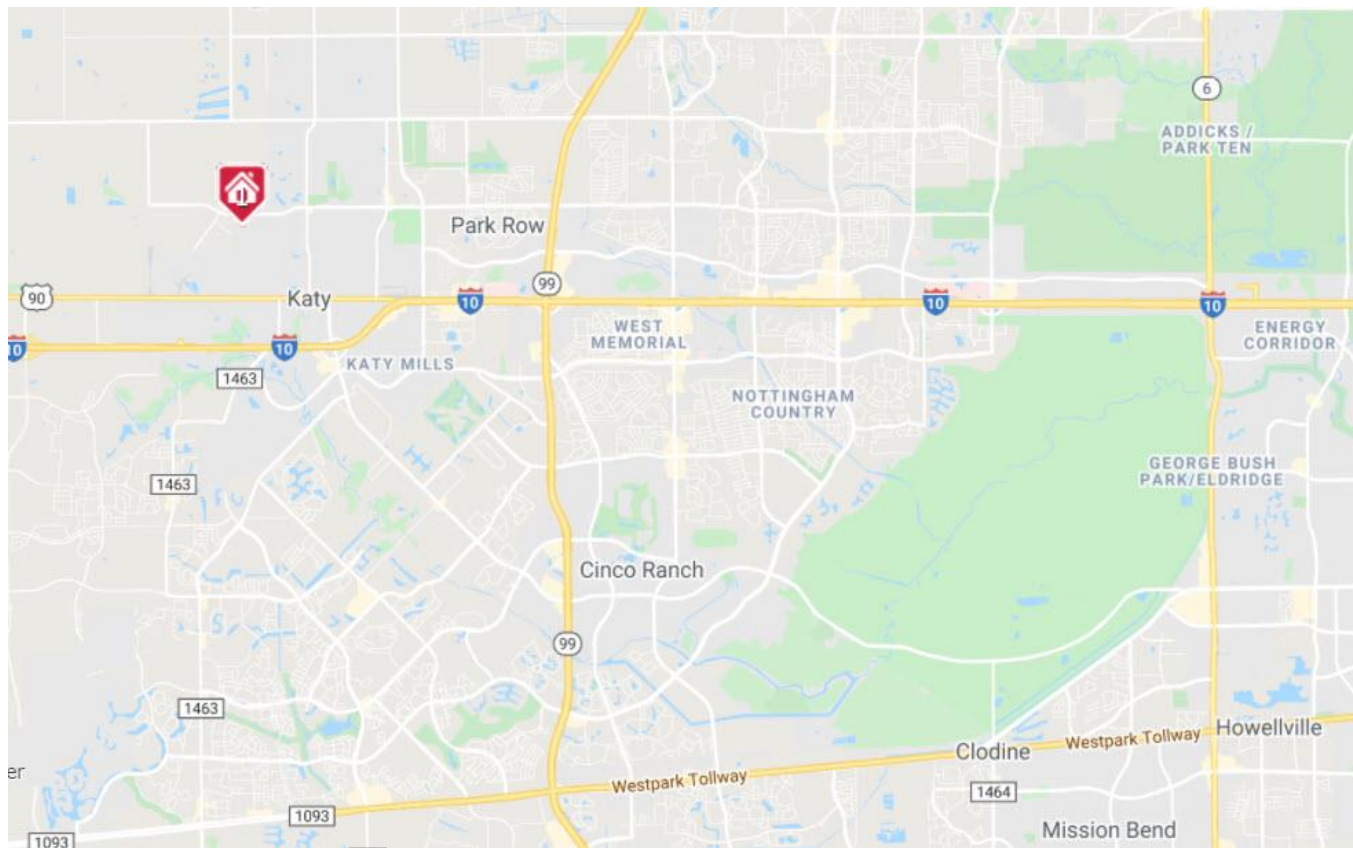 6
ADDICKS /
PARK TEN
Park Row
99
90
Katy
10
10
10
10
10
WEST
MEMORIAL
ENERGY
CORRIDOR
KATY MILLS
1463
NOTTINGHAM
COUNTRY
1463
GEORGE BUSH
PARK/ELDRIDGE
Cinco Ranch
99
1463
Howellville
Westpark Tollway
Clodine
er
Westpark Tollway
1464
1093
Mission Bend
1093